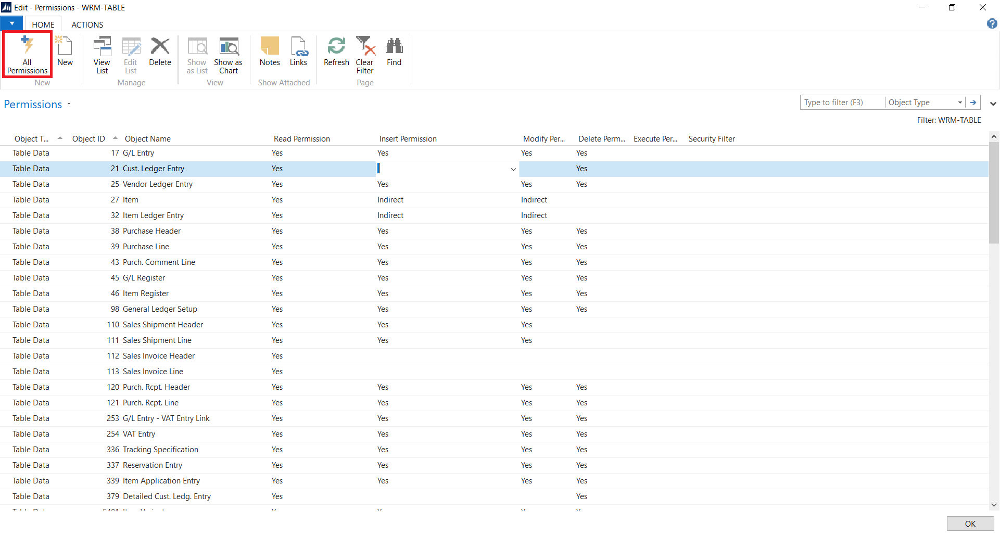 Edit - Permissions - WRM-TABLE
HOME ACTIONS
All Permissions New View List Edit List Delete Show as List Show as Chart Notes Links Refresh Clear Filter Find
New Manage View Show Attached Page
Permissions Type to filter (F3) Object Type
Filter: WRM-TABLE
Object T... Object ID Object Name Read Permission Insert Permission Modify Per... Delete Perm... Execute Per... Security Filter
Table Data 17 G/L Entry Yes Yes Yes Yes
Table Data 21 Cust. Ledger Entry Yes Yes
Table Data 25 Vendor Ledger Entry Yes Yes Yes Yes
Table Data 27 Item Yes Indirect Indirect
Table Data 32 Item Ledger Entry Yes Indirect Indirect
Table Data 38 Purchase Header Yes Yes Yes Yes
Table Data 39 Purchase Line Yes Yes Yes Yes
Table Data 43 Purch. Comment Line Yes Yes Yes Yes
Table Data 45 G/L Register Yes Yes Yes Yes
Table Data 46 Item Register Yes Yes Yes Yes
Table Data 98 General Ledger Setup Yes Yes Yes Yes
Table Data 110 Sales Shipment Header Yes Yes Yes
Table Data 111 Sales Shipment Line Yes Yes Yes
Table Data 112 Sales Invoice Header Yes
Table Data 113 Sales Invoice Line Yes
Table Data 120 Purch. Rcpt. Header Yes Yes Yes Yes
Table Data 121 Purch. Rcpt. Line Yes Yes Yes Yes
Table Data 253 G/L Entry - VAT Entry Link Yes Yes Yes Yes
Table Data 254 VAT Entry Yes Yes Yes Yes
Table Data 336 Tracking Specification Yes Yes Yes Yes
Table Data 337 Reservation Entry Yes Yes Yes Yes
Table Data 339 Item Application Entry Yes Yes Yes Yes
Table Data 379 Detailed Cust. Ledg. Entry Yes Yes
OK